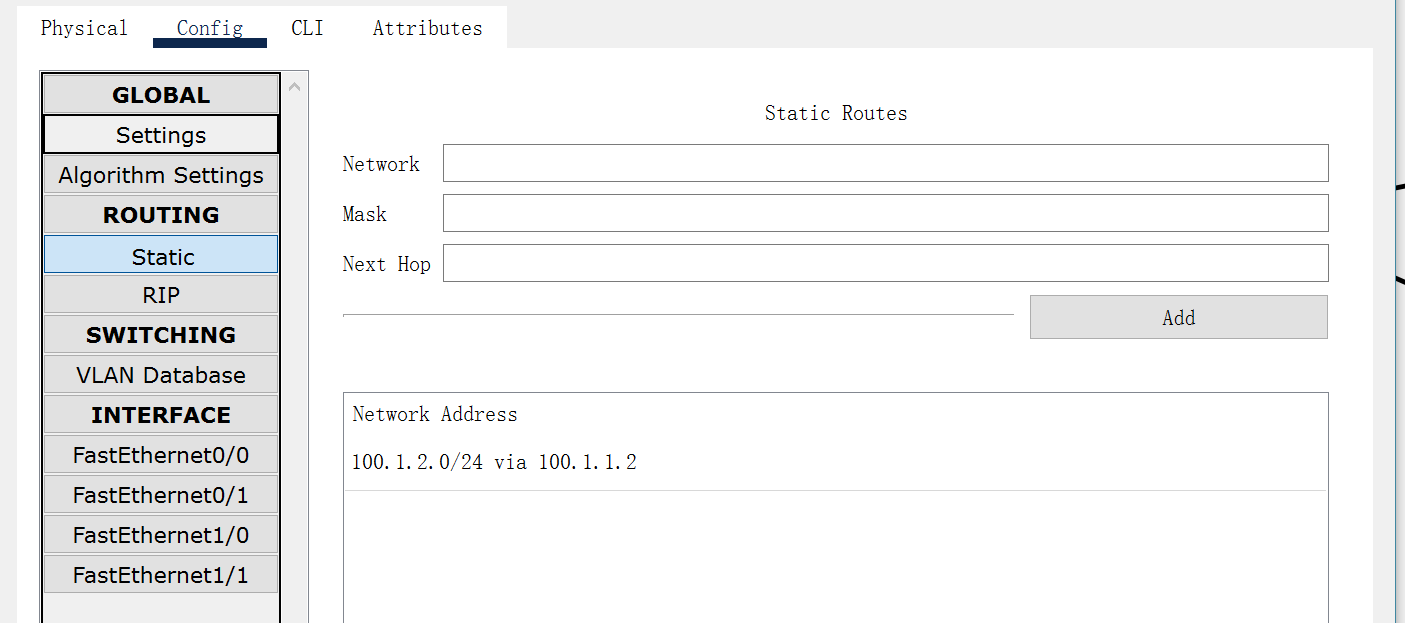 Physical Config CLI Attributes
GLOBAL
Settings
Algorithm Settings
ROUTING
Static
RIP
SWITCHING
VLAN Database
INTERFACE
FastEthernet0/0
FastEthernet0/1
FastEthernet1/0
FastEthernet1/1
Static Routes
Network
Mask
Next Hop
Add
Network Address
100.1.2.0/24 via 100.1.1.2